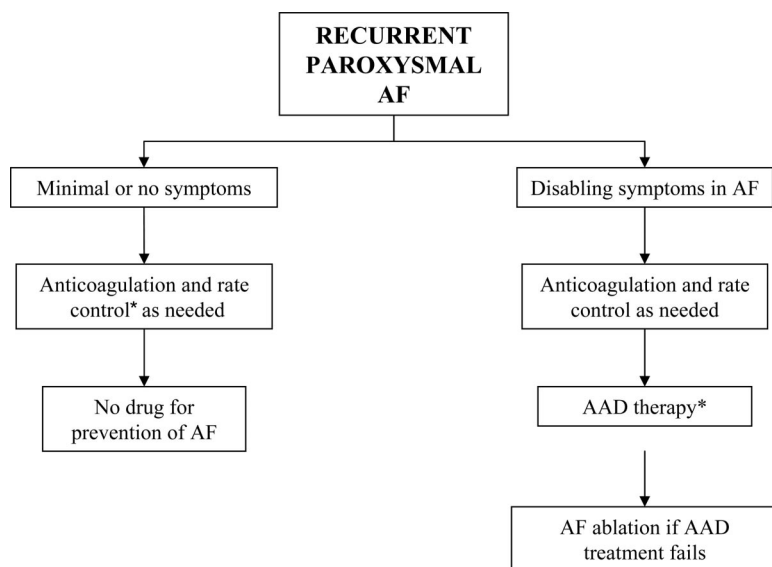 RECURRENT
PAROXYSMAL
AF
Minimal or no symptoms
Disabling symptoms in AF
Anticoagulation and rate
control* as needed
Anticoagulation and rate
control as needed
No drug for
prevention of AF
AAD therapy*
AF ablation if AAD
treatment fails